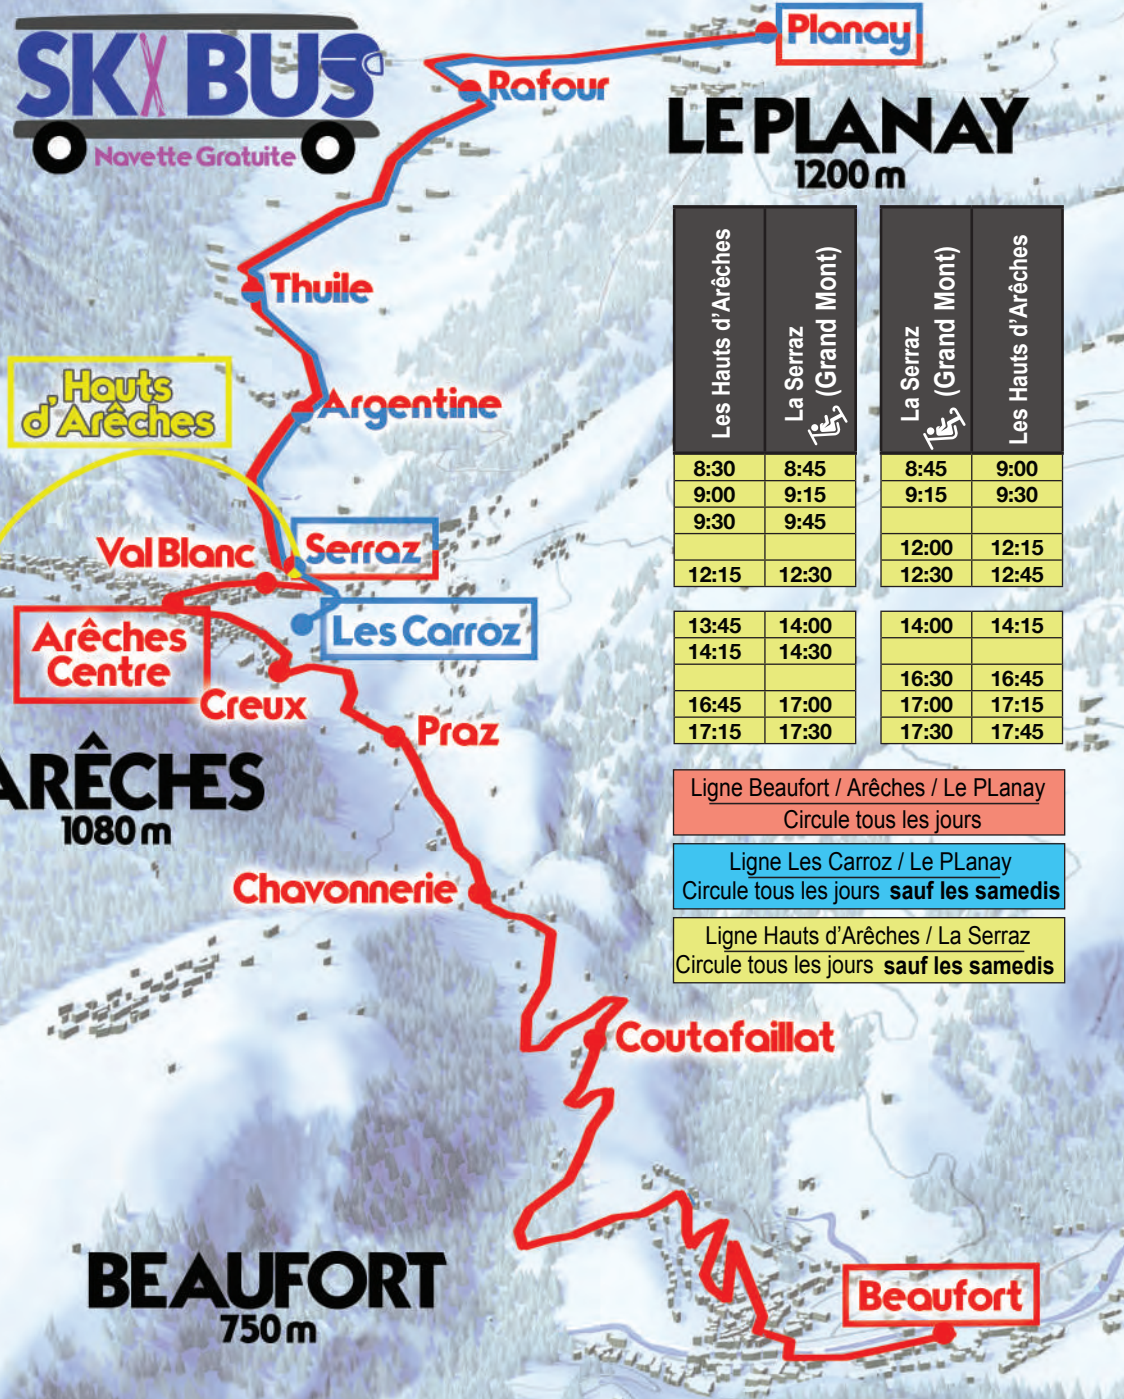 SKI BUS
Navette Gratuite
Planay
Rafour
LE PLANAY
1200 m
Thuile
Argentine
Hauts
d'Arêches
Val Blanc
Serraz
Les Carroz
Arêches
Centre
Creux
Praz
ARÊCHES
1080 m
Chavonnerie
Coutafaillat
BEAUFORT
750 m
Beaufort
Les Hauts d'Arêches
La Serraz
(Grand Mont)
La Serraz
(Grand Mont)
Les Hauts d'Arêches
8:30 8:45 8:45 9:00
9:00 9:15 9:15 9:30
9:30 9:45
12:00 12:15
12:15 12:30 12:30 12:45
13:45 14:00 14:00 14:15
14:15 14:30
16:30 16:45
16:45 17:00 17:00 17:15
17:15 17:30 17:30 17:45
Ligne Beaufort / Arêches / Le PLanay
Circule tous les jours
Ligne Les Carroz / Le PLanay
Circule tous les jours sauf les samedis
Ligne Hauts d'Arêches / La Serraz
Circule tous les jours sauf les samedis